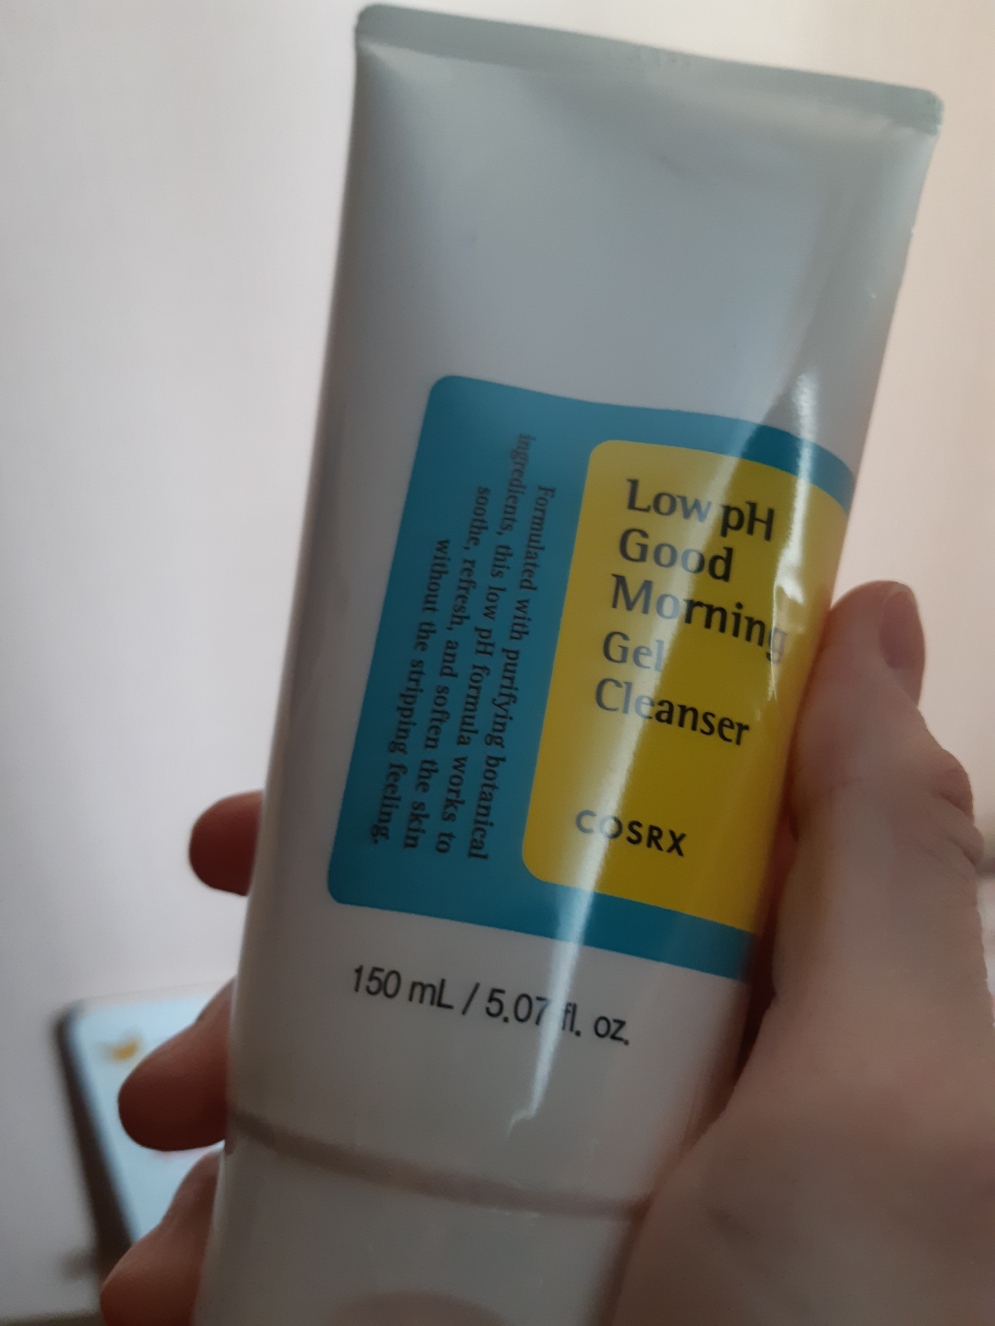 Low pH
Good
Morning
Gel
Cleanser
COSRX
Formulated with purifying botanical
ingredients, this low pH formula works to
soothe, refresh, and soften the skin
without the stripping feeling.
150 mL / 5.07 fl. oz.